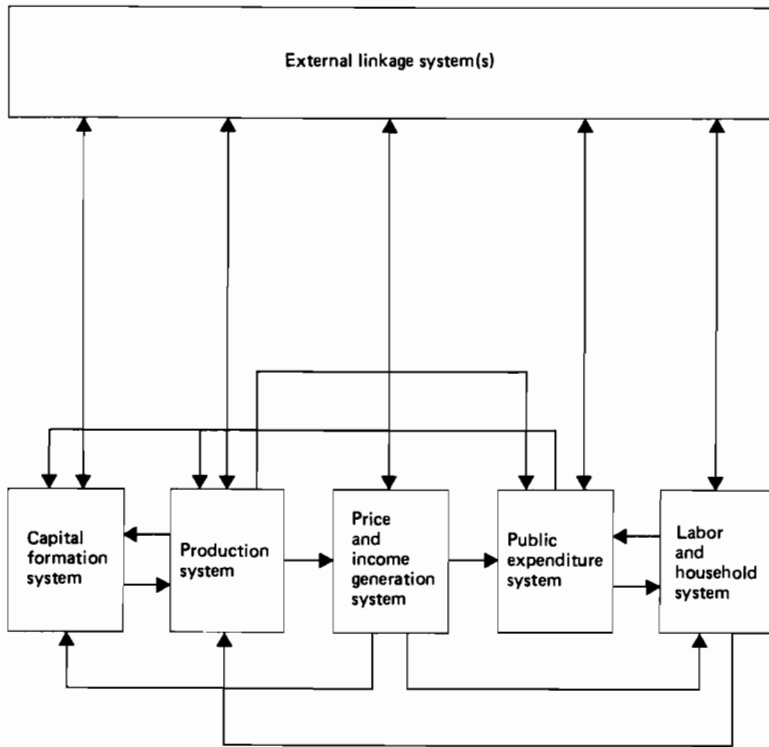 External linkage system(s)
Capital
formation
system
Production
system
Price
and
income
generation
system
Public
expenditure
system
Labor
and
household
system